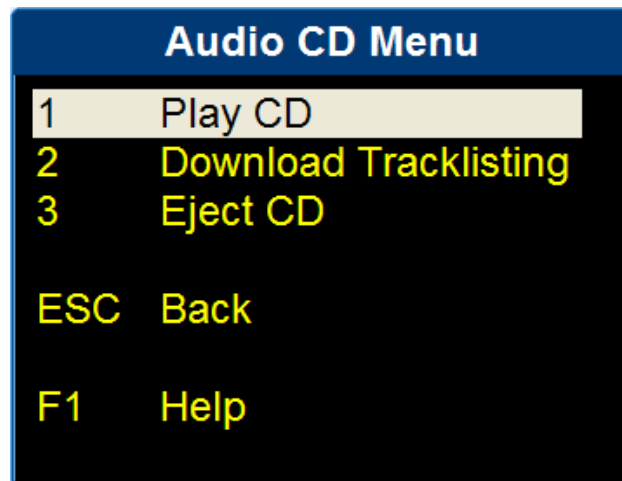 Audio CD Menu
1 Play CD
2 Download Tracklisting
3 Eject CD
ESC Back
F1 Help